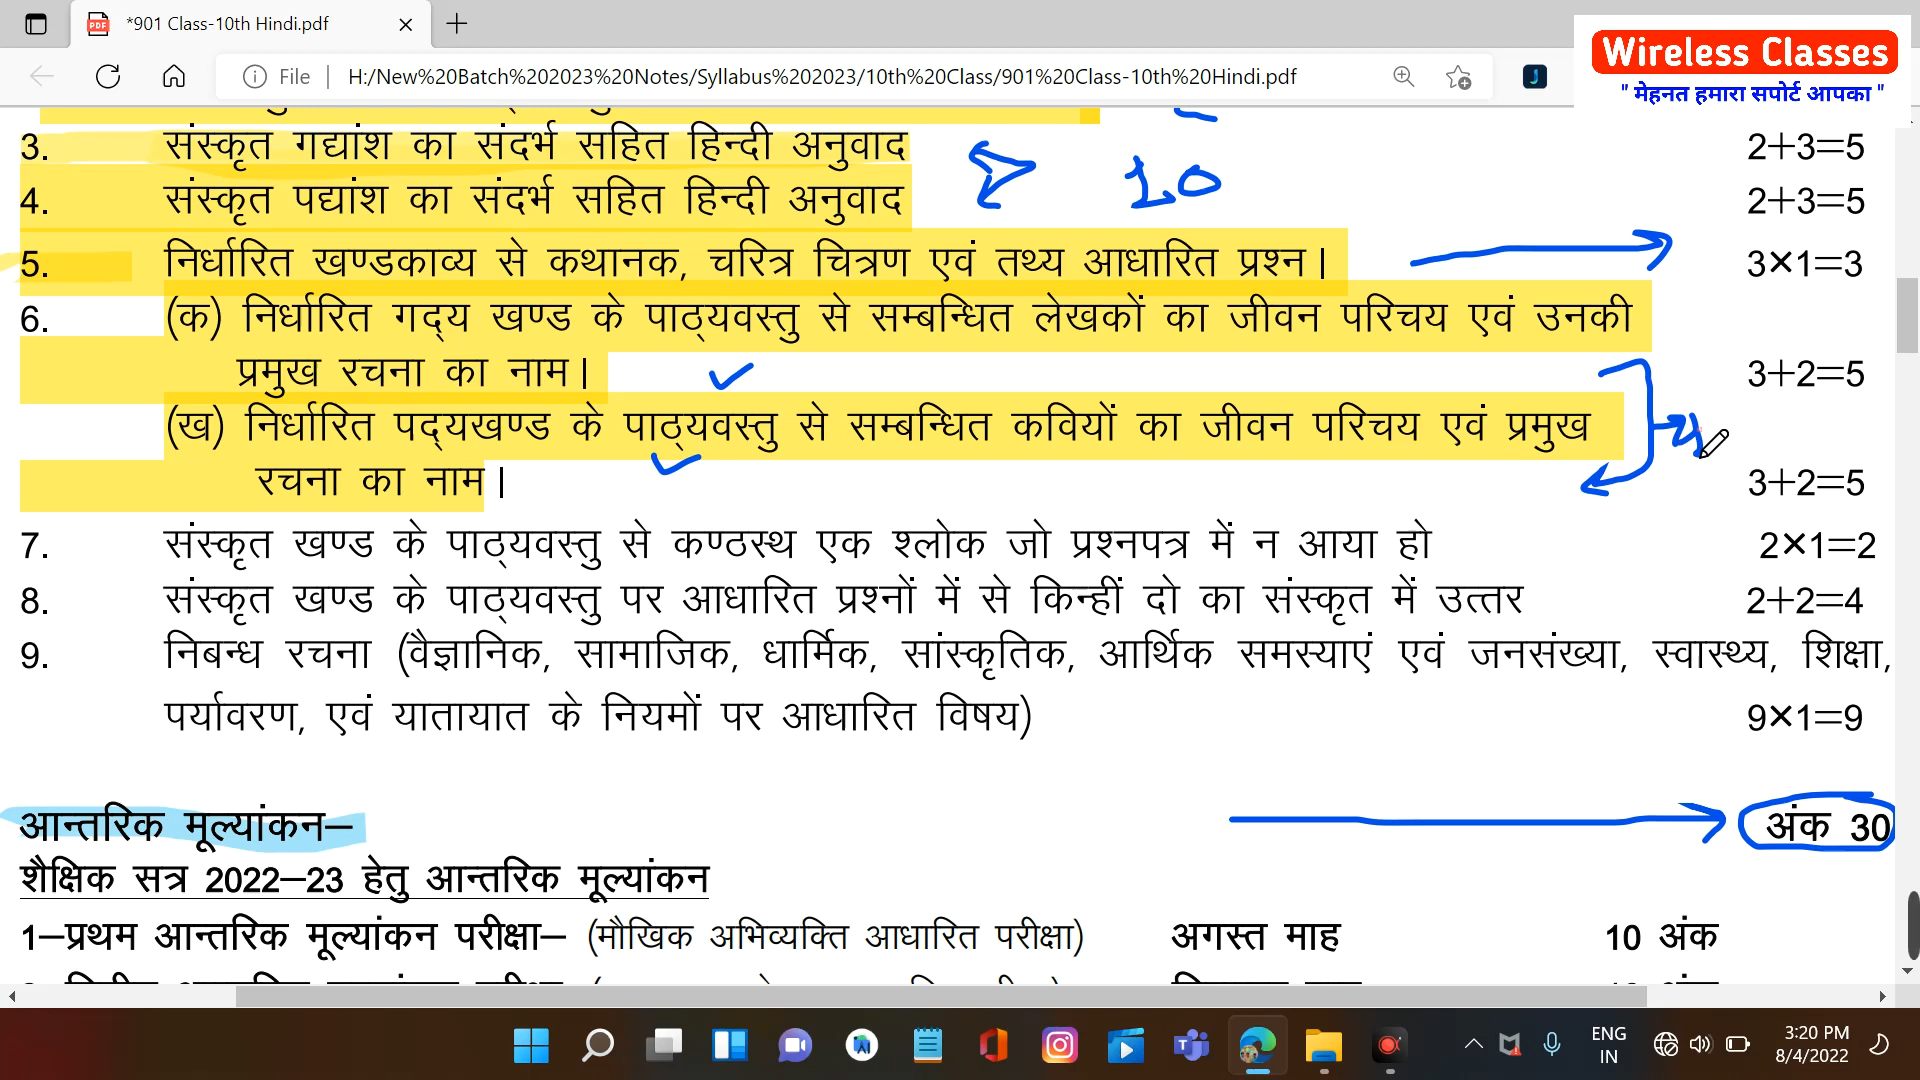 *901 Class-10th Hindi.pdf
File
H:/New%20Batch%202023%20Notes/Syllabus%202023/10th%20Class/901%20Class-10th%20Hindi.pdf
Wireless Classes
" मेहनत हमारा सपोर्ट आपका "
3. संस्कृत गद्यांश का संदर्भ सहित हिन्दी अनुवाद 2+3=5
10
4. संस्कृत पद्यांश का संदर्भ सहित हिन्दी अनुवाद 2+3=5
5. निर्धारित खण्डकाव्य से कथानक, चरित्र चित्रण एवं तथ्य आधारित प्रश्न। 3×1=3
6. (क) निर्धारित गद्य खण्ड के पाठ्यवस्तु से सम्बन्धित लेखकों का जीवन परिचय एवं उनकी
प्रमुख रचना का नाम। 3+2=5
(ख) निर्धारित पद्यखण्ड के पाठ्यवस्तु से सम्बन्धित कवियों का जीवन परिचय एवं प्रमुख
रचना का नाम। 3+2=5
7. संस्कृत खण्ड के पाठ्यवस्तु से कण्ठस्थ एक श्लोक जो प्रश्नपत्र में न आया हो 2×1=2
8. संस्कृत खण्ड के पाठ्यवस्तु पर आधारित प्रश्नों में से किन्हीं दो का संस्कृत में उत्तर 2+2=4
9. निबन्ध रचना (वैज्ञानिक, सामाजिक, धार्मिक, सांस्कृतिक, आर्थिक समस्याएं एवं जनसंख्या, स्वास्थ्य, शिक्षा,
पर्यावरण, एवं यातायात के नियमों पर आधारित विषय) 9×1=9
आन्तरिक मूल्यांकन– अंक 30
शैक्षिक सत्र 2022–23 हेतु आन्तरिक मूल्यांकन
1–प्रथम आन्तरिक मूल्यांकन परीक्षा– (मौखिक अभिव्यक्ति आधारित परीक्षा) अगस्त माह 10 अंक
ENG
IN
3:20 PM
8/4/2022